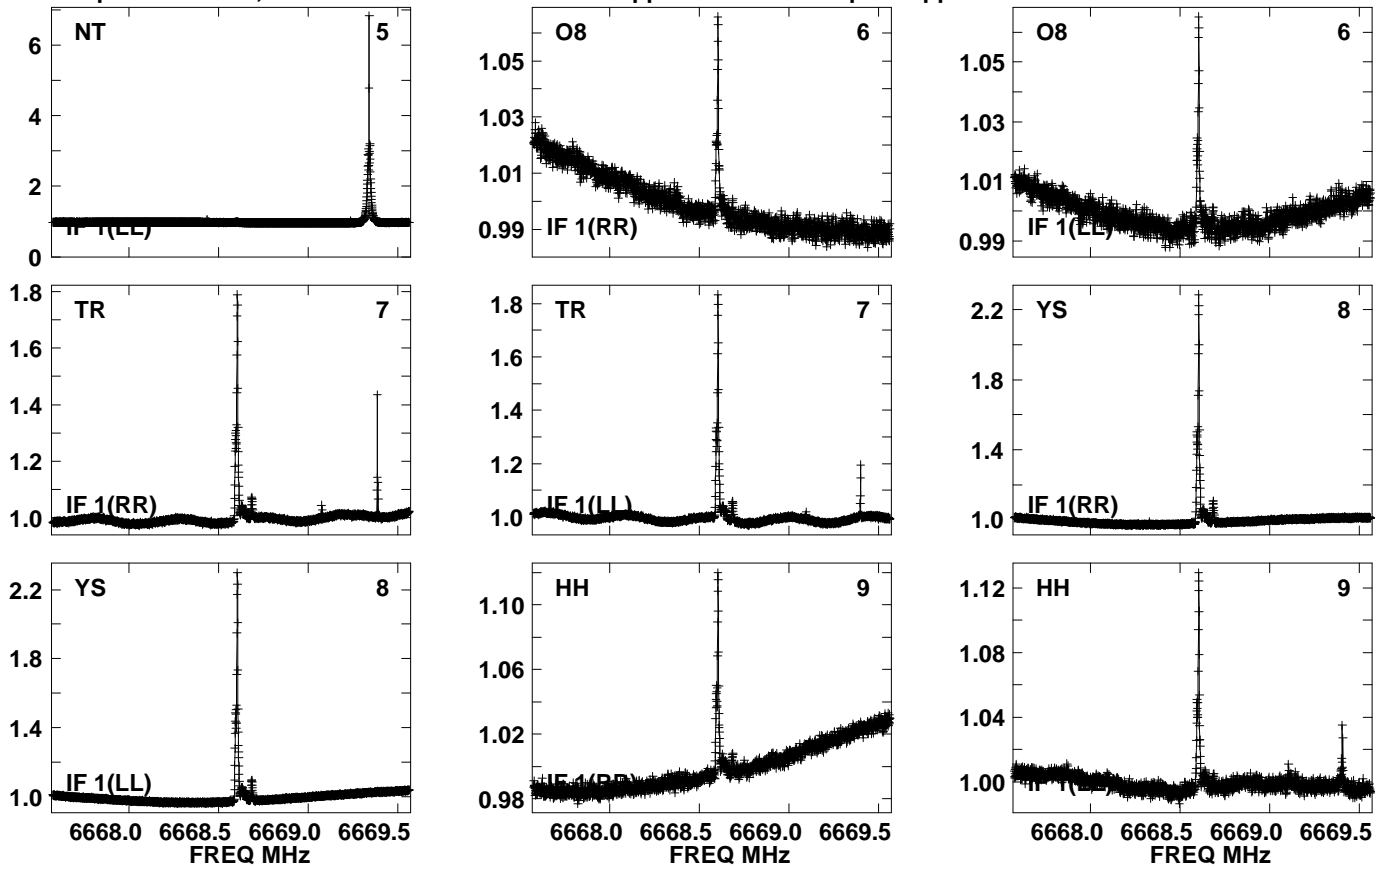 NT 5 O8 6 O8 6
6 1.05 1.05
4 1.03 1.03
2 1.01 1.01
0 0.99 0.99
IF 1(LL) IF 1(RR) IF 1(LL)
TR 7 TR 7 YS 8
1.8 1.8 2.2
1.6 1.6 1.8
1.4 1.4 1.4
1.2 1.2 1.0
1.0 1.0
IF 1(RR) IF 1(LL) IF 1(RR)
YS 8 HH 9 HH 9
2.2 1.10 1.12
1.8 1.06 1.08
1.4 1.02 1.04
1.0 0.98 1.00
IF 1(LL) IF 1(RR) IF 1(LL)
6668.0 6668.5 6669.0 6669.5 6668.0 6668.5 6669.0 6669.5 6668.0 6668.5 6669.0 6669.5
FREQ MHz FREQ MHz FREQ MHz